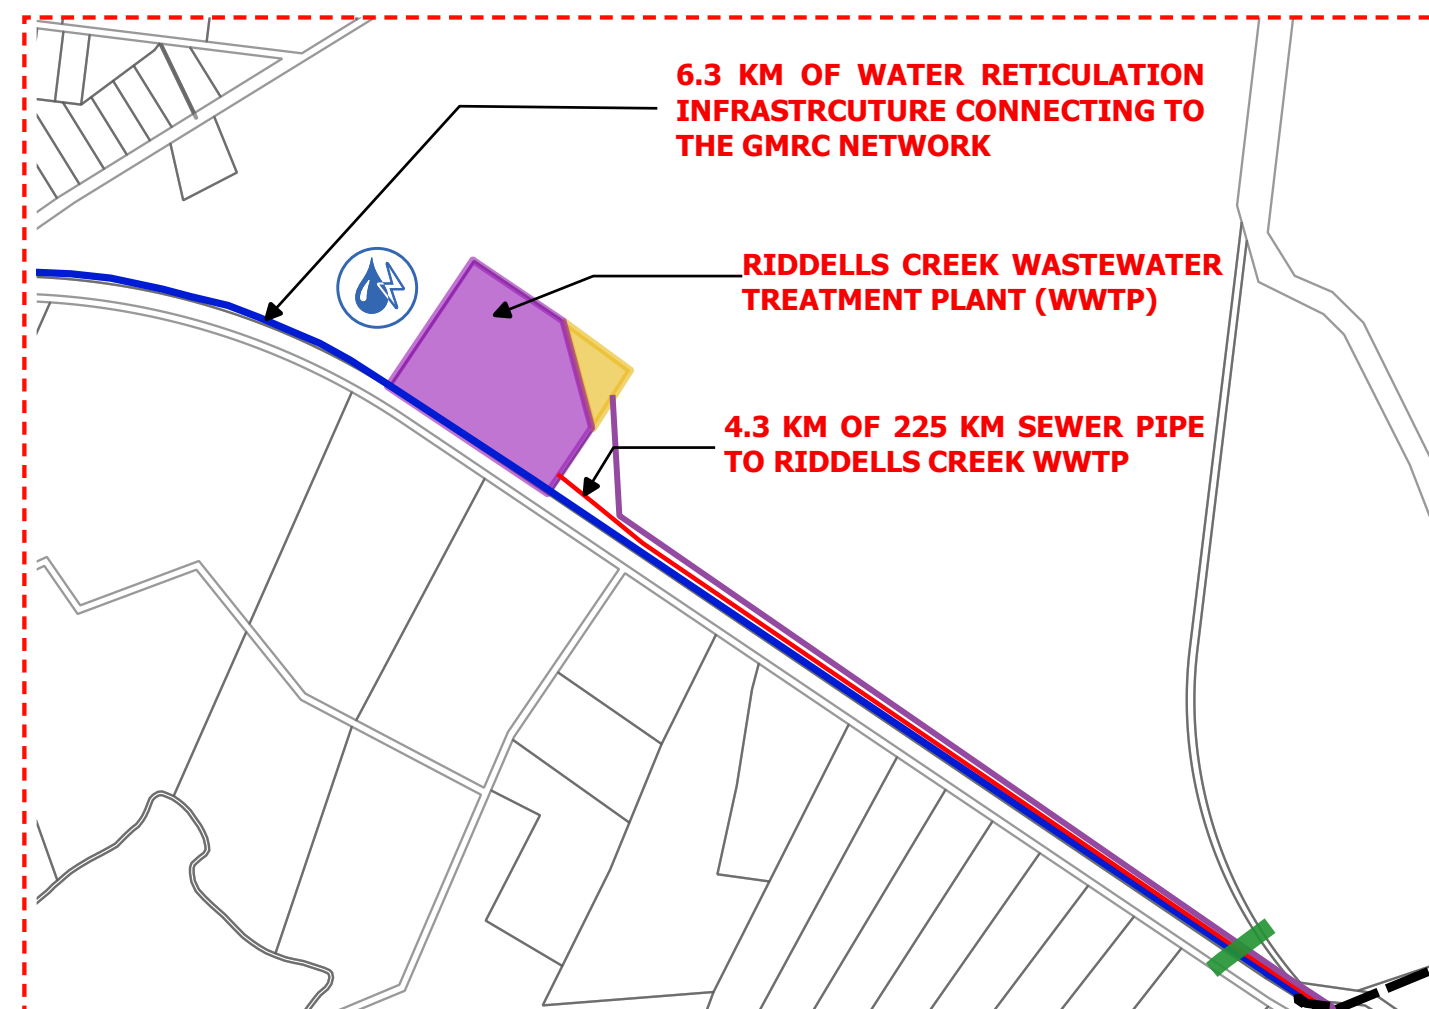 6.3 KM OF WATER RETICULATION
INFRASTRCUTURE CONNECTING TO
THE GMRC NETWORK
RIDDELLS CREEK WASTEWATER
TREATMENT PLANT (WWTP)
4.3 KM OF 225 KM SEWER PIPE
TO RIDDELLS CREEK WWTP